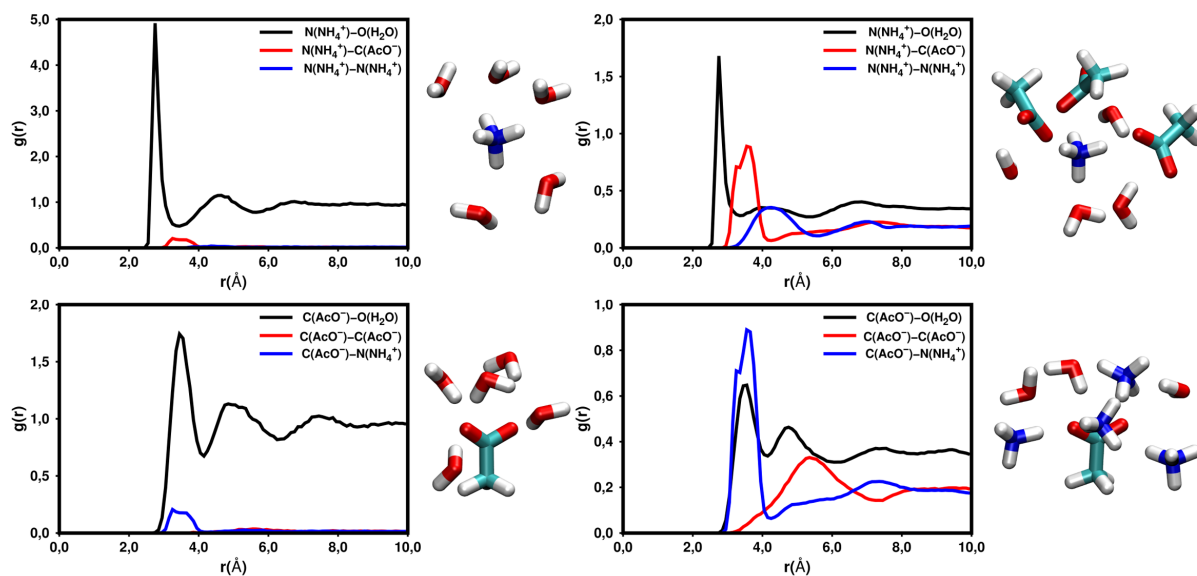 5,0
4,0
3,0
2,0
1,0
0,0
g(r)
N(NH₄⁺)–O(H₂O)
N(NH₄⁺)–C(AcO⁻)
N(NH₄⁺)–N(NH₄⁺)
0,0 2,0 4,0 6,0 8,0 10,0
r(Å)
2,0
1,5
1,0
0,5
0,0
g(r)
N(NH₄⁺)–O(H₂O)
N(NH₄⁺)–C(AcO⁻)
N(NH₄⁺)–N(NH₄⁺)
0,0 2,0 4,0 6,0 8,0 10,0
r(Å)
2,0
1,5
1,0
0,5
0,0
g(r)
C(AcO⁻)–O(H₂O)
C(AcO⁻)–C(AcO⁻)
C(AcO⁻)–N(NH₄⁺)
0,0 2,0 4,0 6,0 8,0 10,0
r(Å)
1,0
0,8
0,6
0,4
0,2
0,0
g(r)
C(AcO⁻)–O(H₂O)
C(AcO⁻)–C(AcO⁻)
C(AcO⁻)–N(NH₄⁺)
0,0 2,0 4,0 6,0 8,0 10,0
r(Å)